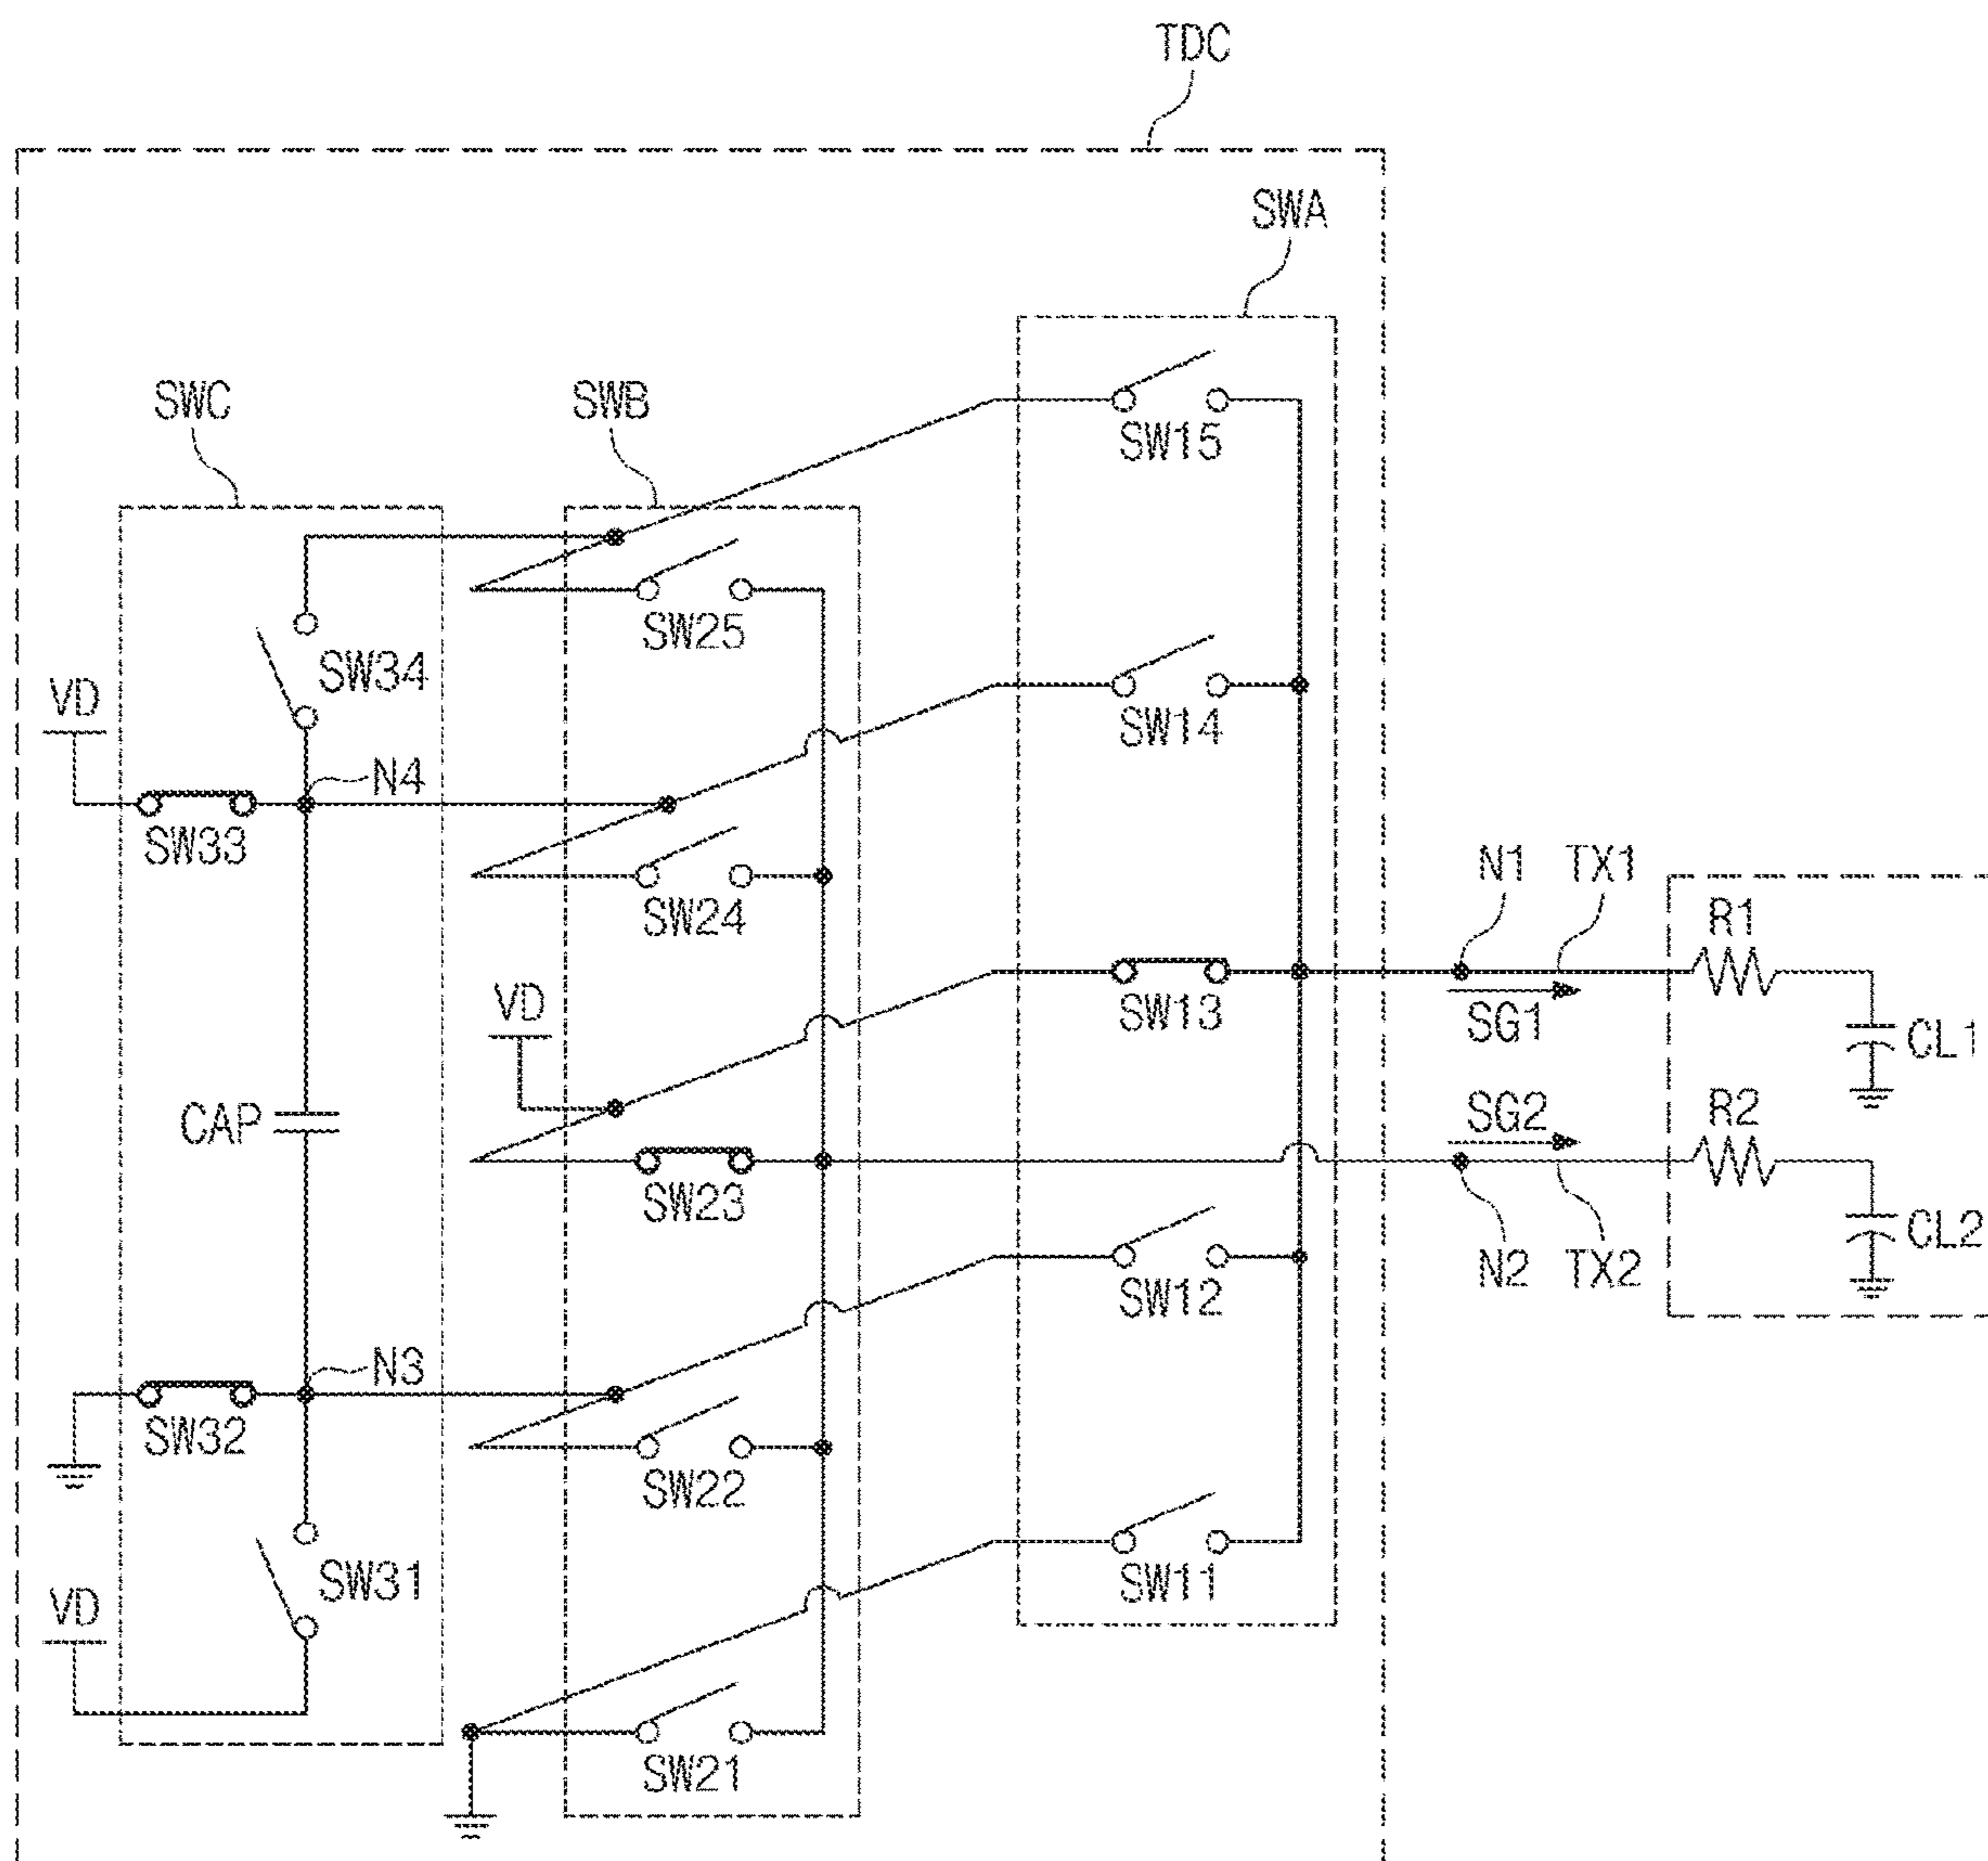 TDC
SWA
SWC
SWB
SW15
SW25
SW34
VD
SW14
N4
SW33
SW24
N1
TX1
R1
VD
SW13
SG1
CL1
CAP
SG2
R2
SW23
CL2
N2
TX2
SW12
N3
SW32
SW22
SW31
SW11
VD
SW21